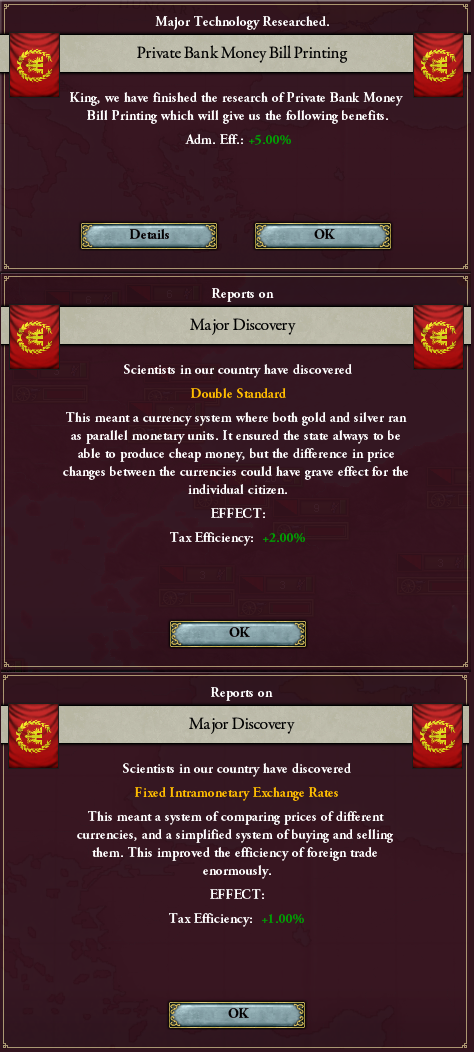 Major Technology Researched.
Private Bank Money Bill Printing
King, we have finished the research of Private Bank Money
Bill Printing which will give us the following benefits.
Adm. Eff.: +5.00%
Details
OK
Reports on
Major Discovery
Scientists in our country have discovered
Double Standard
This meant a currency system where both gold and silver ran
as parallel monetary units. It ensured the state always to be
able to produce cheap money, but the difference in price
changes between the currencies could have grave effect for the
individual citizen.
EFFECT:
Tax Efficiency: +2.00%
OK
Reports on
Major Discovery
Scientists in our country have discovered
Fixed Intramonetary Exchange Rates
This meant a system of comparing prices of different
currencies, and a simplified system of buying and selling
them. This improved the efficiency of foreign trade
enormously.
EFFECT:
Tax Efficiency: +1.00%
OK